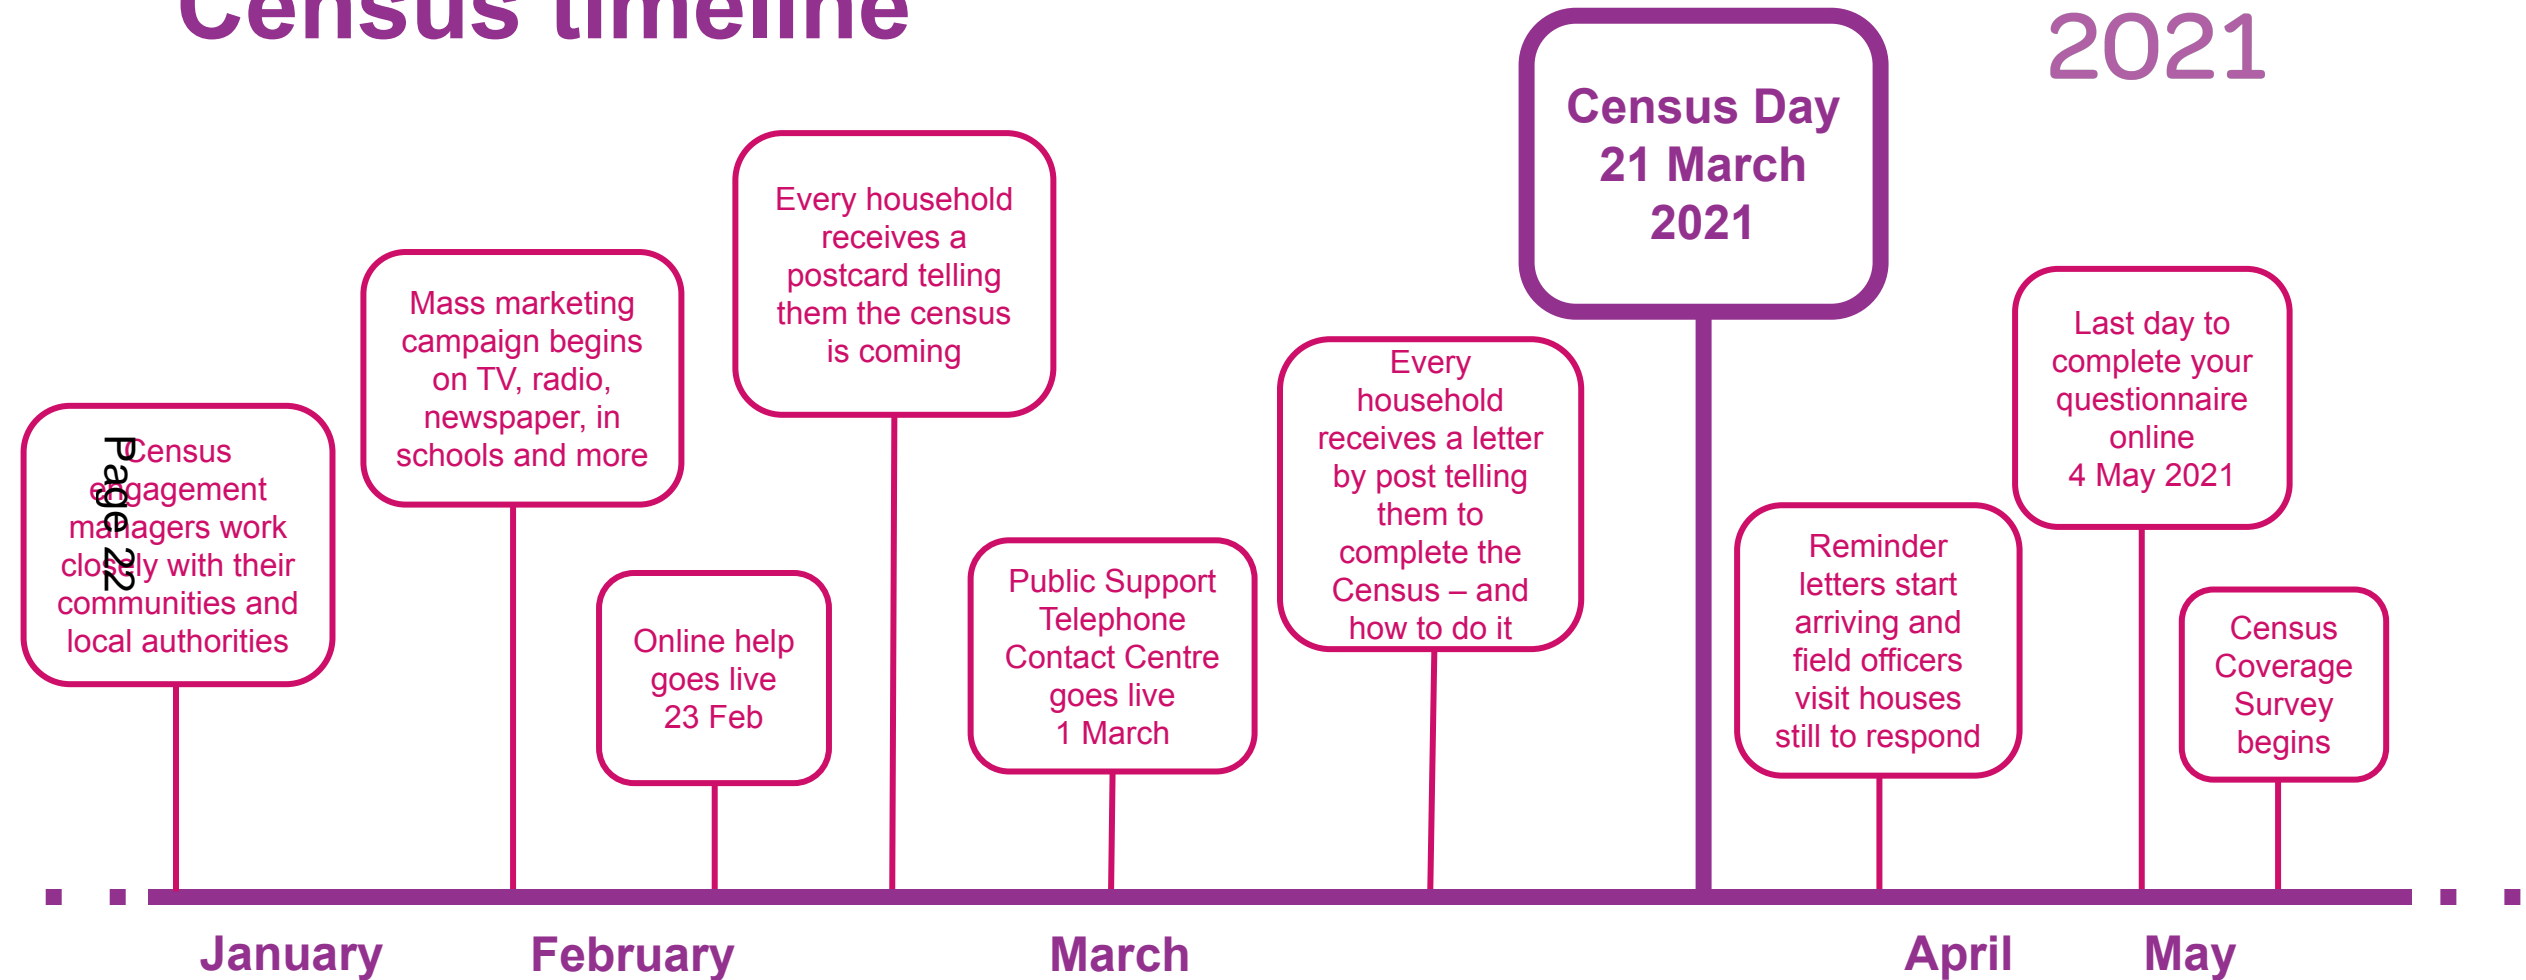 Census timeline
2021
Census
engagement
managers work
closely with their
communities and
local authorities
Page 22
Mass marketing
campaign begins
on TV, radio,
newspaper, in
schools and more
Online help
goes live
23 Feb
Every household
receives a
postcard telling
them the census
is coming
Public Support
Telephone
Contact Centre
goes live
1 March
Every
household
receives a letter
by post telling
them to
complete the
Census – and
how to do it
Census Day
21 March
2021
Reminder
letters start
arriving and
field officers
visit houses
still to respond
Last day to
complete your
questionnaire
online
4 May 2021
Census
Coverage
Survey
begins
January
February
March
April
May